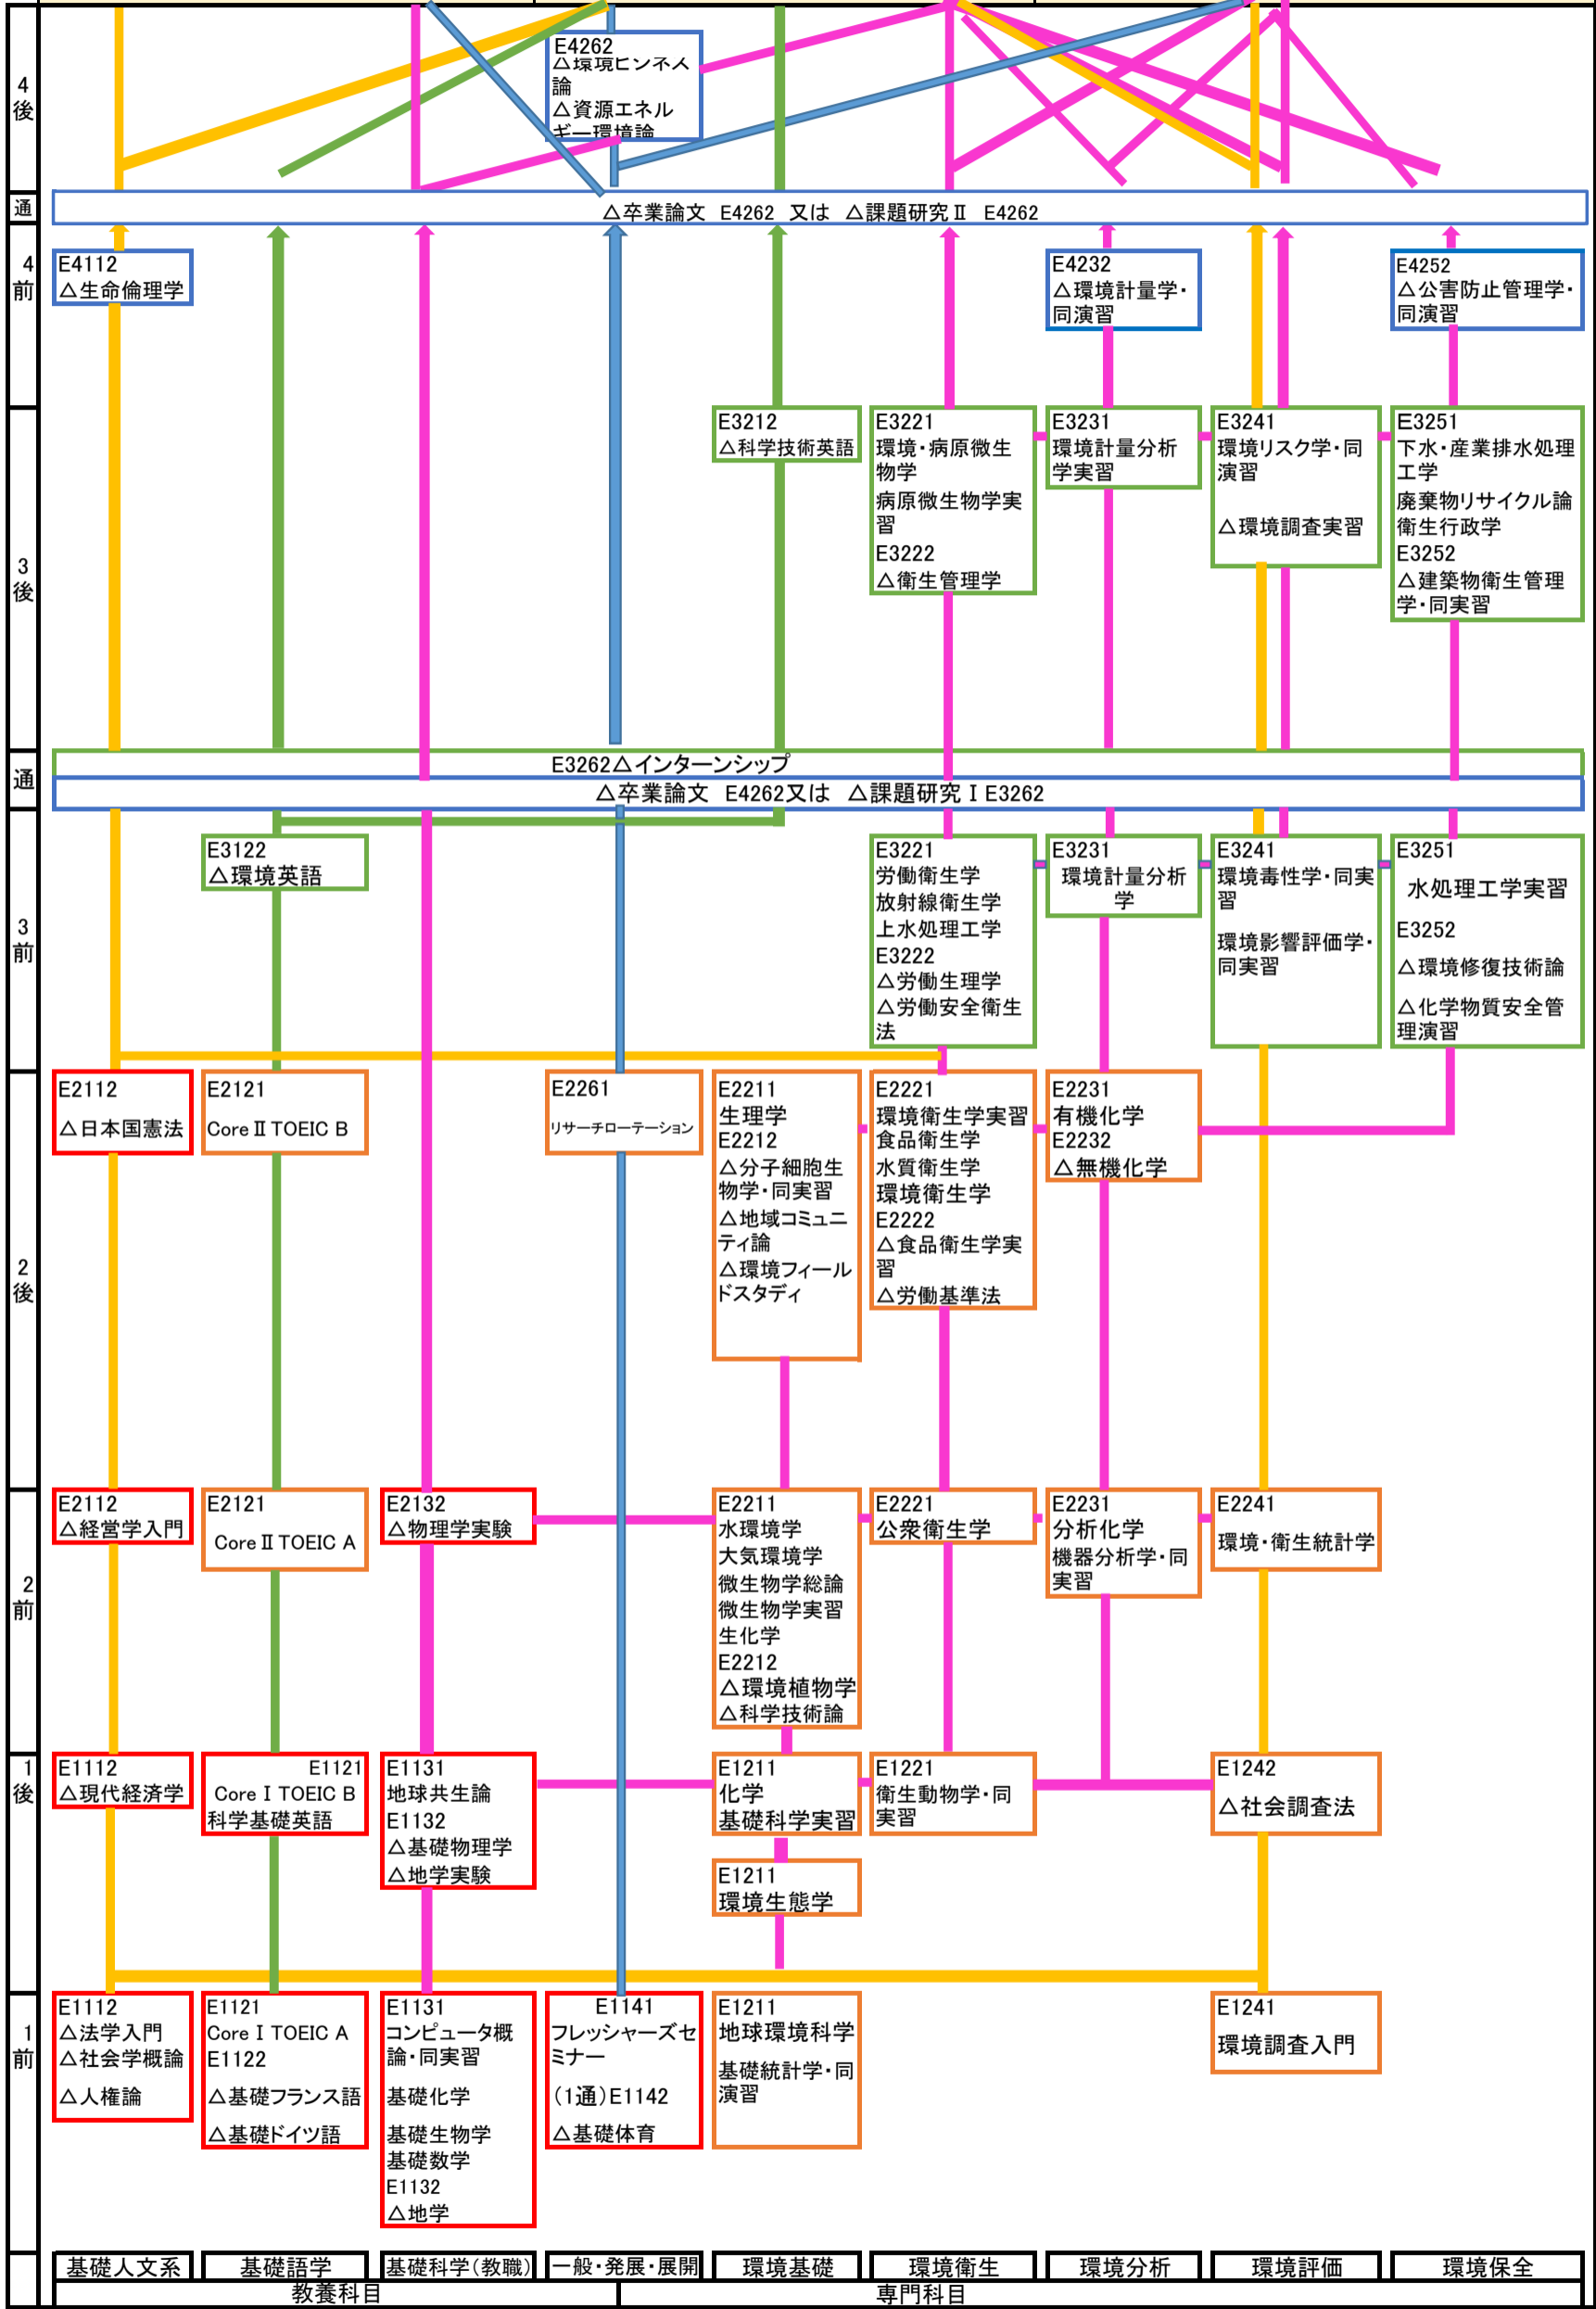 4
後
E4262
△環境ビジネス
論
△資源エネル
ギー環境論
通
△卒業論文 E4262 又は △課題研究Ⅱ E4262
4
前
E4112
△生命倫理学
E4232
△環境計量学・
同演習
E4252
△公害防止管理学・
同演習
3
後
E3212
△科学技術英語
E3221
環境・病原微生
物学
病原微生物学実
習
E3222
△衛生管理学
E3231
環境計量分析
学実習
E3241
環境リスク学・同
演習
△環境調査実習
E3251
下水・産業排水処理
工学
廃棄物リサイクル論
衛生行政学
E3252
△建築物衛生管理
学・同実習
通
E3262△インターンシップ
△卒業論文 E4262又は △課題研究Ⅰ E3262
3
前
E3122
△環境英語
E3221
労働衛生学
放射線衛生学
上水処理工学
E3222
△労働生理学
△労働安全衛生
法
E3231
環境計量分析
学
E3241
環境毒性学・同実
習
環境影響評価学・
同実習
E3251
水処理工学実習
E3252
△環境修復技術論
△化学物質安全管
理演習
2
後
E2112
△日本国憲法
E2121
CoreⅡTOEIC B
E2261
リサーチローテーション
E2211
生理学
E2212
△分子細胞生
物学・同実習
△地域コミュニ
ティ論
△環境フィール
ドスタディ
E2221
環境衛生学実習
食品衛生学
水質衛生学
環境衛生学
E2222
△食品衛生学実
習
△労働基準法
E2231
有機化学
E2232
△無機化学
2
前
E2112
△経営学入門
E2121
CoreⅡTOEIC A
E2132
△物理学実験
E2211
水環境学
大気環境学
微生物学総論
微生物学実習
生化学
E2212
△環境植物学
△科学技術論
E2221
公衆衛生学
E2231
分析化学
機器分析学・同
実習
E2241
環境・衛生統計学
1
後
E1112
△現代経済学
E1121
CoreⅠTOEIC B
科学基礎英語
E1131
地球共生論
E1132
△基礎物理学
△地学実験
E1211
化学
基礎科学実習
E1211
環境生態学
E1221
衛生動物学・同
実習
E1242
△社会調査法
1
前
E1112
△法学入門
△社会学概論
△人権論
E1121
CoreⅠTOEIC A
E1122
△基礎フランス語
△基礎ドイツ語
E1131
コンピュータ概
論・同実習
基礎化学
基礎生物学
基礎数学
E1132
△地学
E1141
フレッシャーズセ
ミナー
(1通)E1142
△基礎体育
E1211
地球環境科学
基礎統計学・同
演習
E1241
環境調査入門
基礎人文系
基礎語学
基礎科学(教職)
一般・発展・展開
環境基礎
環境衛生
環境分析
環境評価
環境保全
教養科目
専門科目